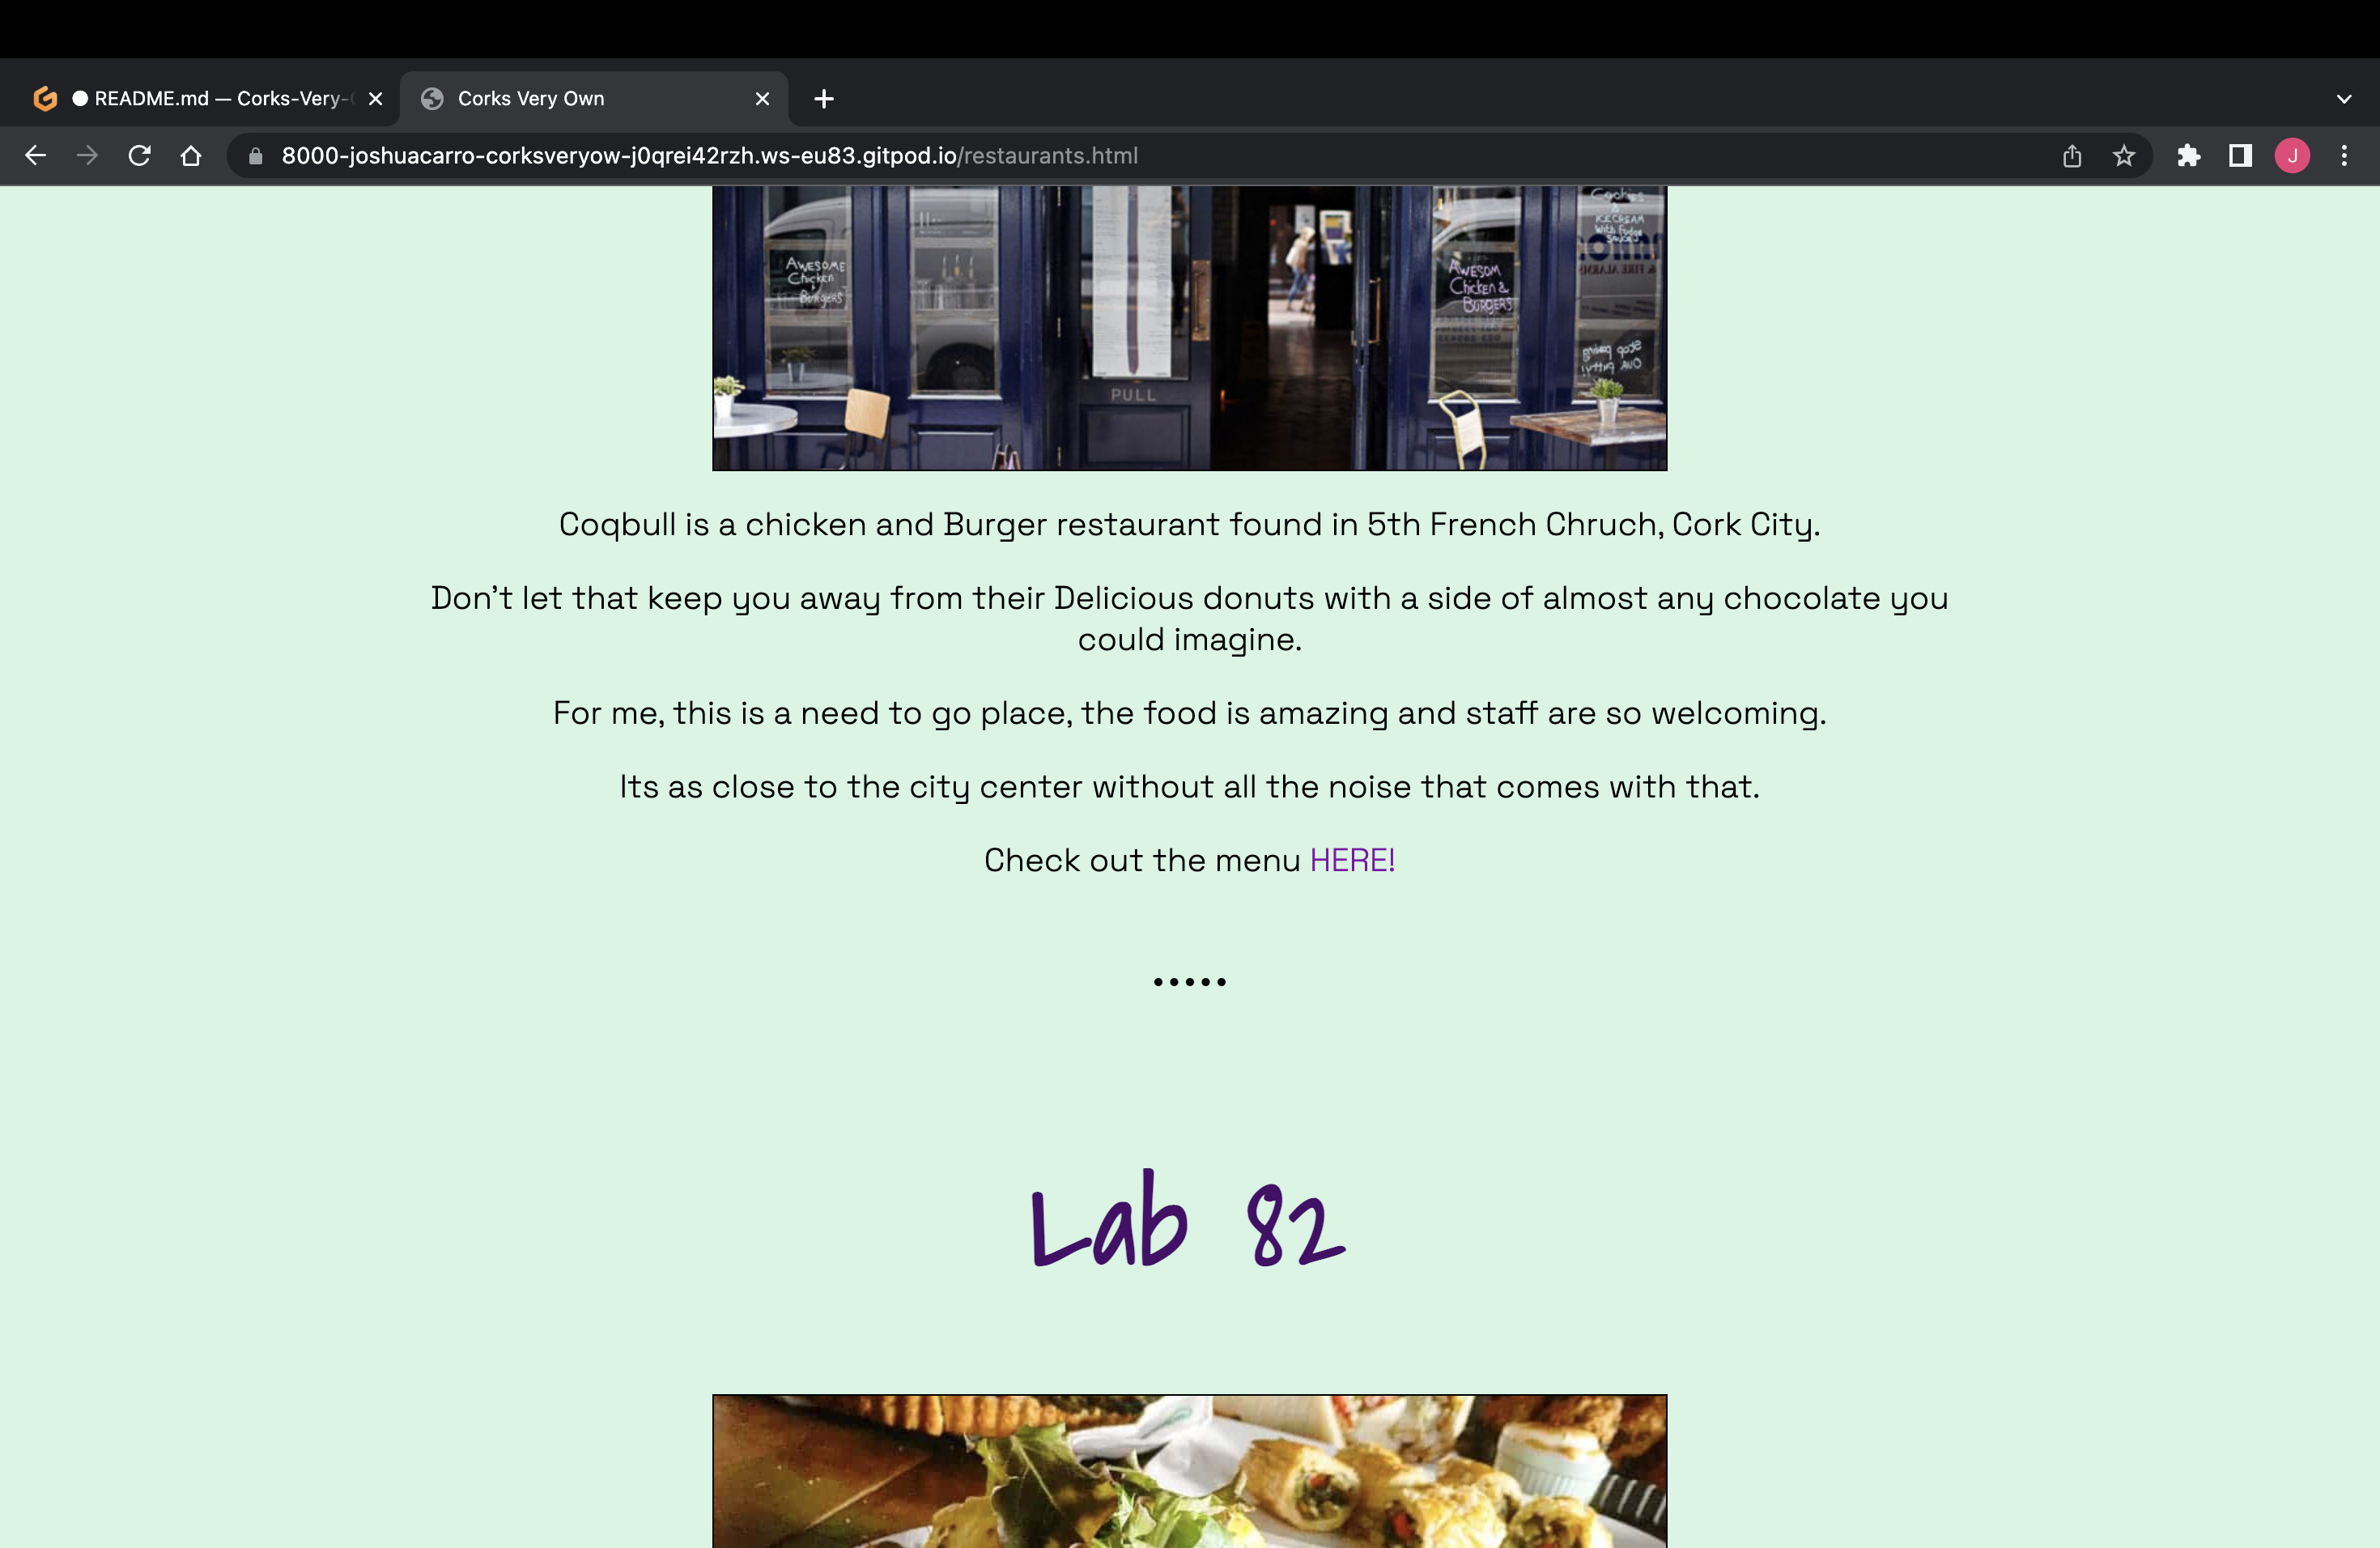 README.md — Corks-Very-
Corks Very Own
8000-joshuacarro-corksveryow-j0qrei42rzh.ws-eu83.gitpod.io/restaurants.html
J
Cookies
&
ICECREAM
With Fudge
AWESOME
Chicken
BURGERS
AWESOM
Chicken &
BURGERS
PULL
Coqbull is a chicken and Burger restaurant found in 5th French Chruch, Cork City.
Don't let that keep you away from their Delicious donuts with a side of almost any chocolate you
could imagine.
For me, this is a need to go place, the food is amazing and staff are so welcoming.
Its as close to the city center without all the noise that comes with that.
Check out the menu HERE!
•••••
Lab 82